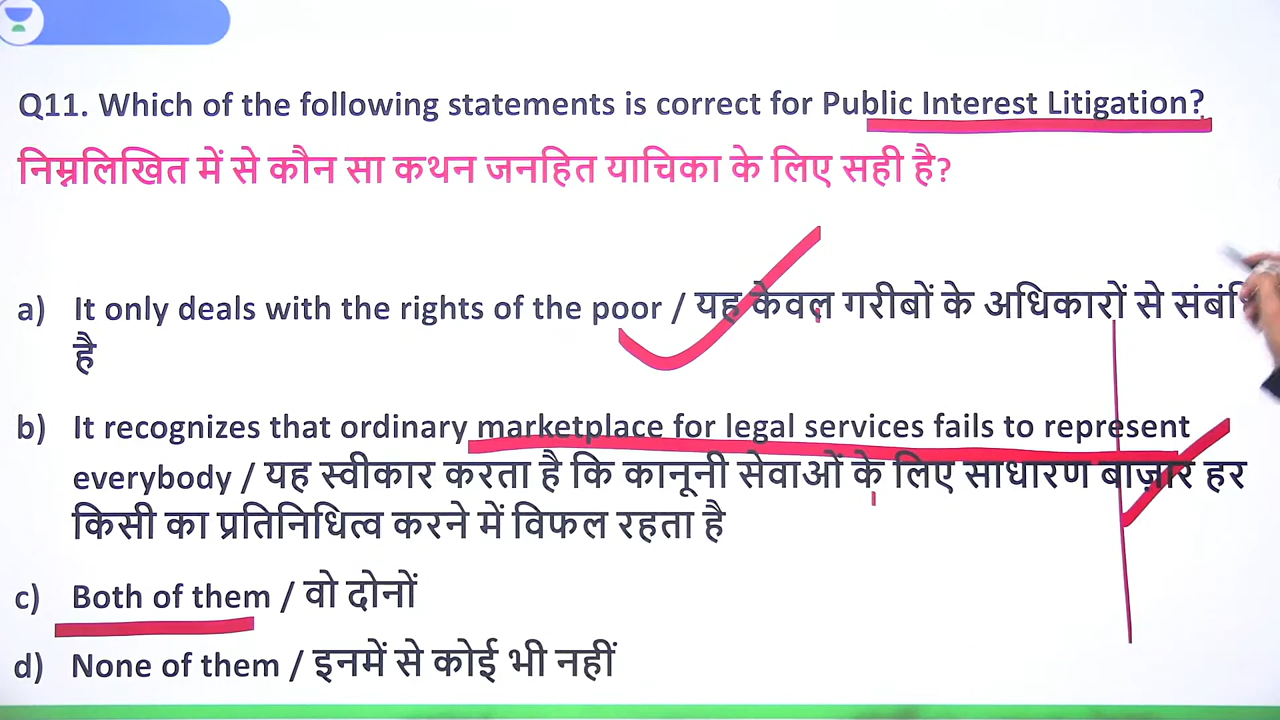 Q11. Which of the following statements is correct for Public Interest Litigation?
निम्नलिखित में से कौन सा कथन जनहित याचिका के लिए सही है?
a) It only deals with the rights of the poor / यह केवल गरीबों के अधिकारों से
है
b) It recognizes that ordinary marketplace for legal services fails to represent
everybody / यह स्वीकार करता है कि कानूनी सेवाओं के लिए साधारण बाज़ार हर
किसी का प्रतिनिधित्व करने में विफल रहता है
c) Both of them / वो दोनों
d) None of them / इनमें से कोई भी नहीं